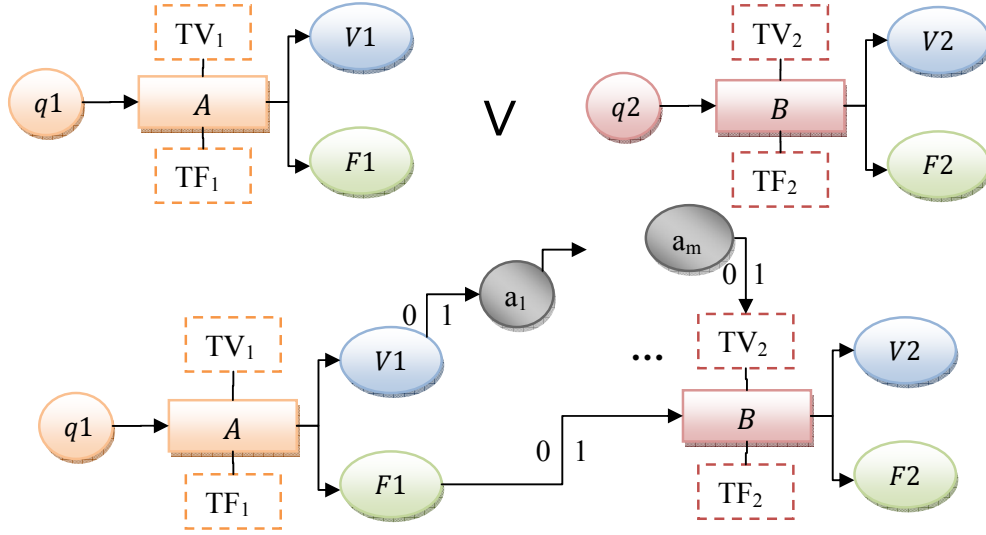 TV₁ V1 TV₂ V2
q1 A V q2 B
TF₁ F1 TF₂ F2
a₁ aₘ
0 1 0 1
TV₁ V1 ... TV₂ V2
q1 A B
0 1
TF₁ F1 TF₂ F2